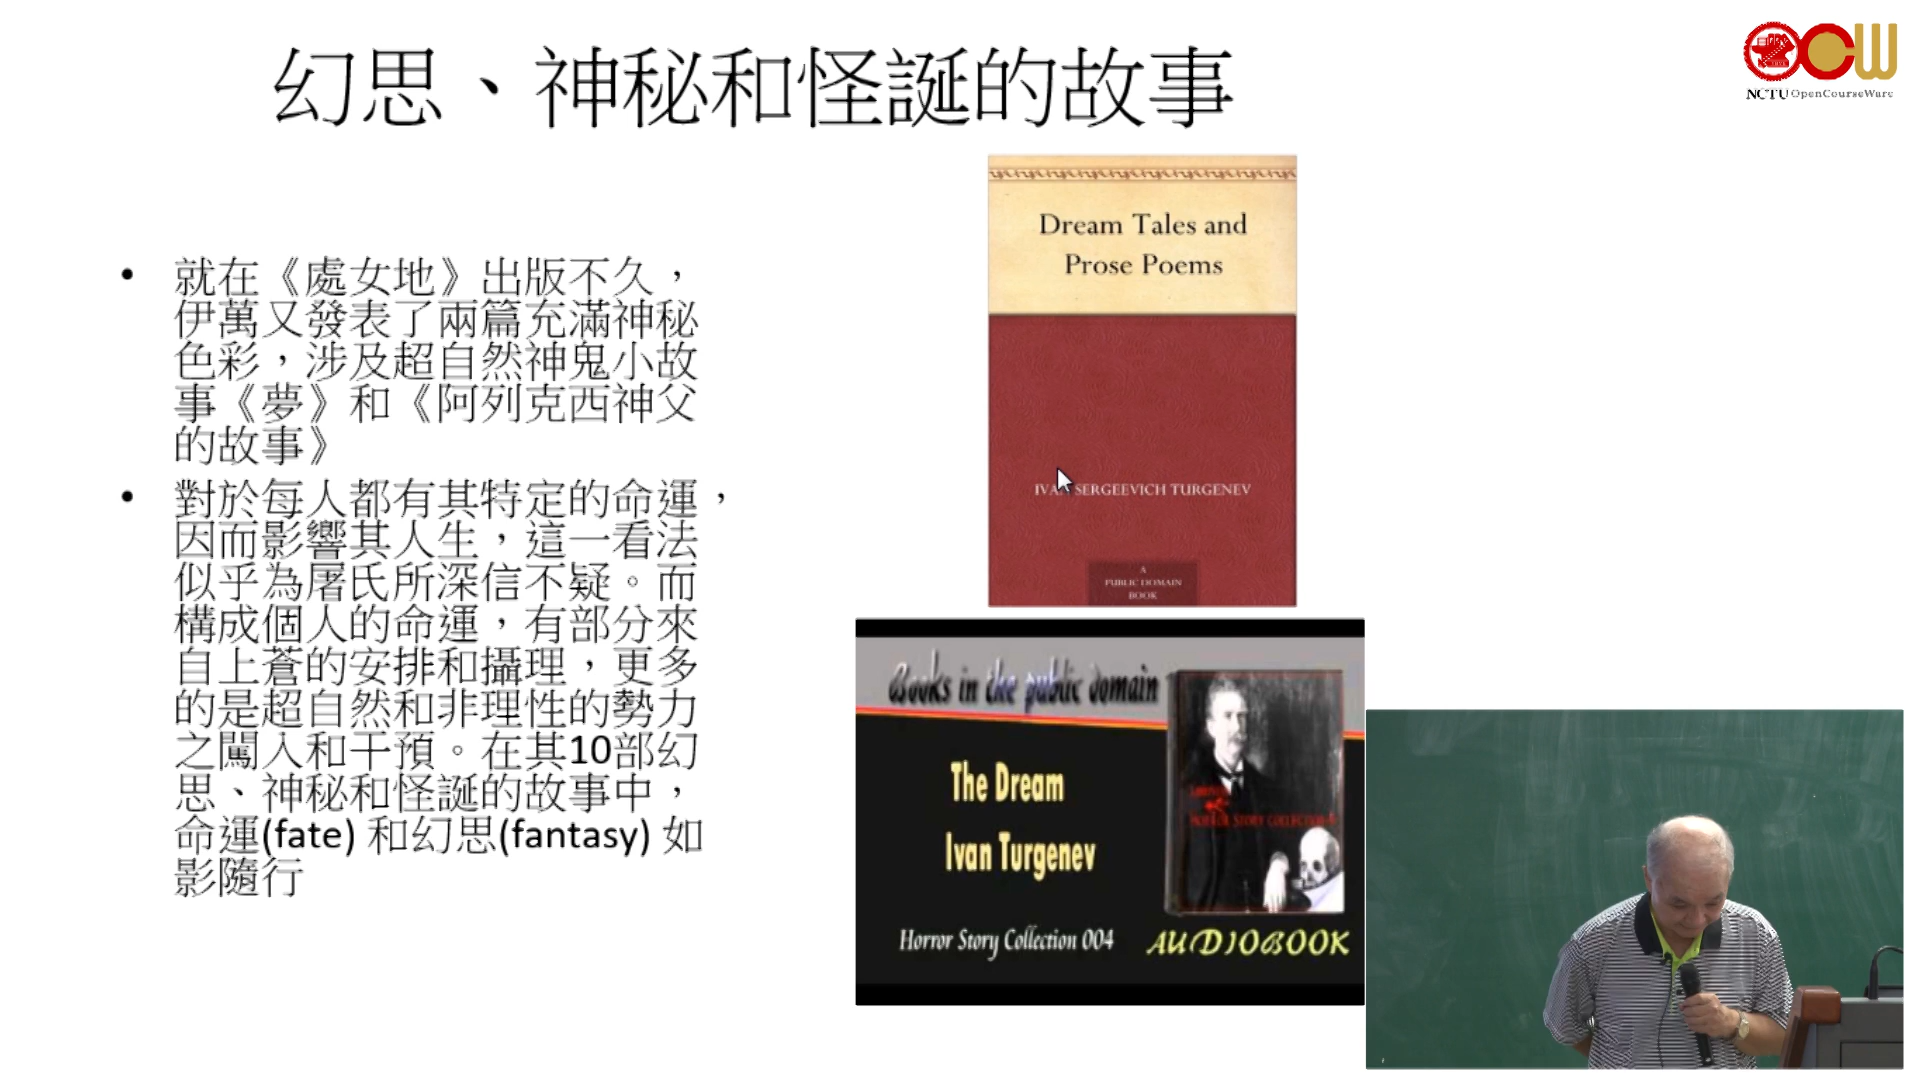 幻思、神秘和怪誕的故事
NCTU OpenCourseWare
• 就在《處女地》出版不久，
伊萬又發表了兩篇充滿神秘
色彩，涉及超自然神鬼小故
事《夢》和《阿列克西神父
的故事》
• 對於每人都有其特定的命運，
因而影響其人生，這一看法
似乎為屠氏所深信不疑。而
構成個人的命運，有部分來
自上蒼的安排和攝理，更多
的是超自然和非理性的勢力
之闖入和干預。在其10部幻
思、神秘和怪誕的故事中，
命運(fate) 和幻思(fantasy) 如
影隨行
Dream Tales and
Prose Poems
IVAN SERGEEVICH TURGENEV
A
PUBLIC DOMAIN
BOOK
Books in the public domain
The Dream
Ivan Turgenev
HORROR STORY COLLECTION
Horror Story Collection 004
AUDIOBOOK